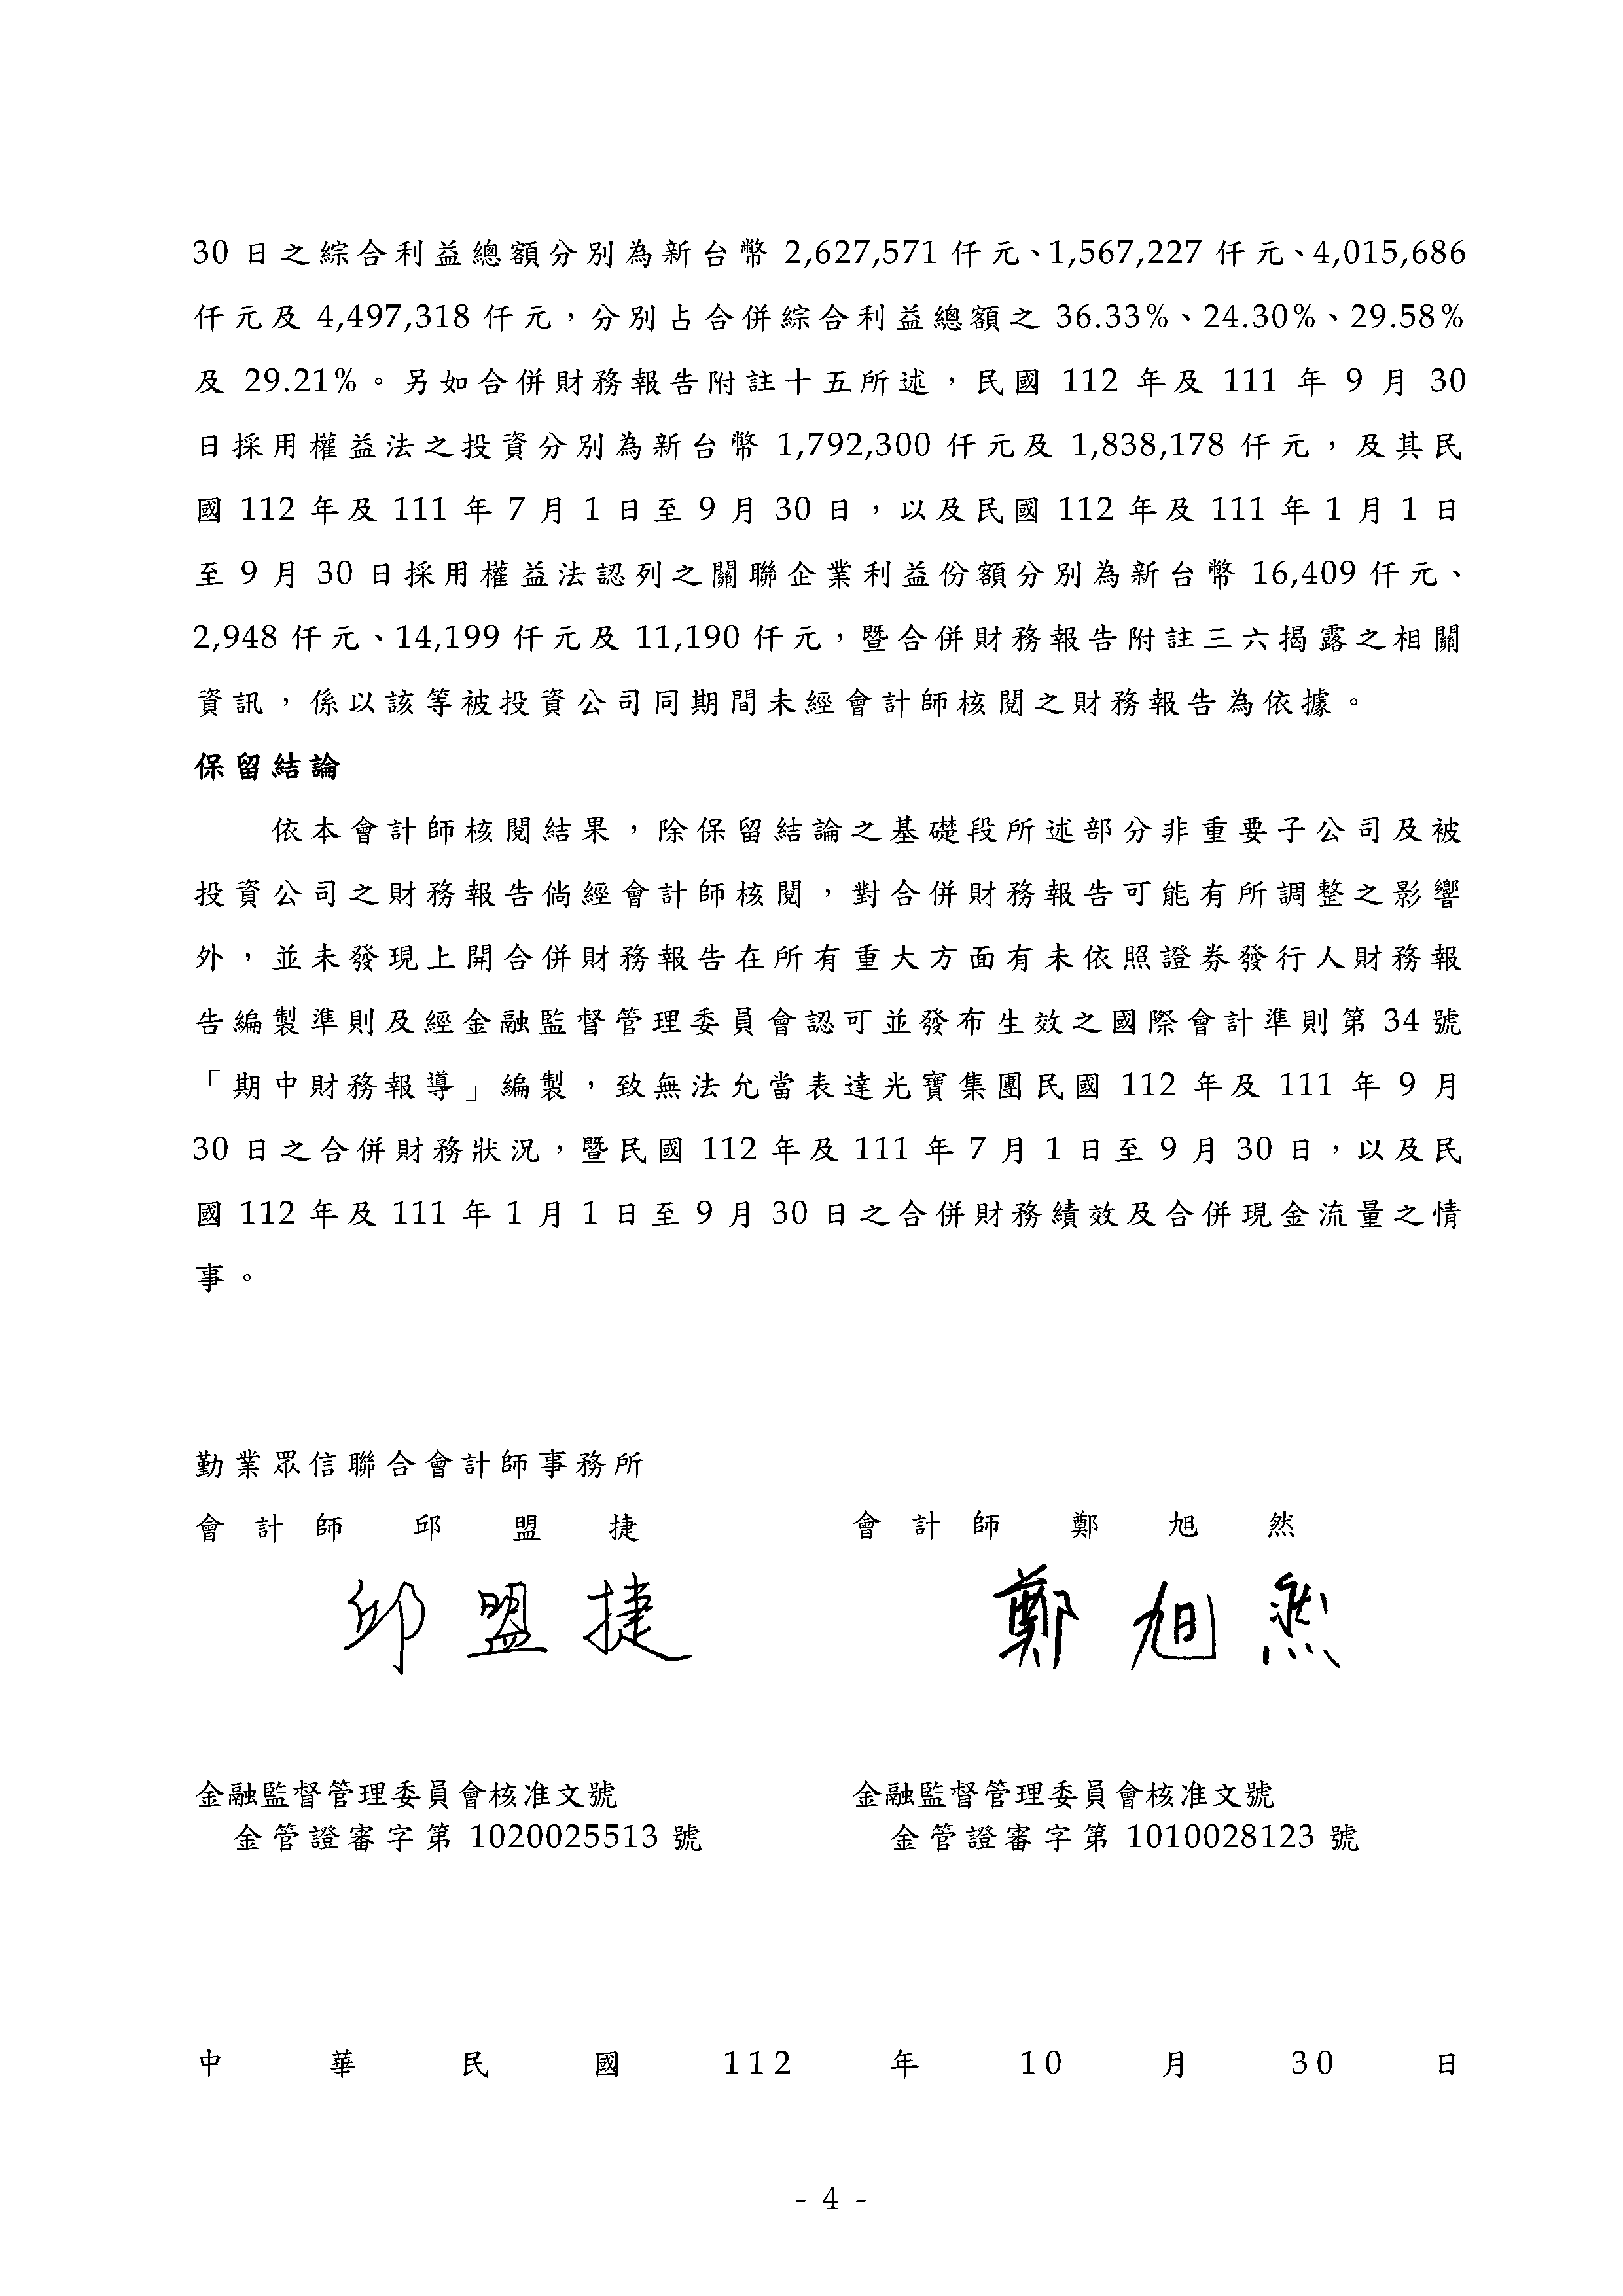 30 日之綜合利益總額分別為新台幣 2,627,571 仟元、1,567,227 仟元、4,015,686
仟元及 4,497,318 仟元，分別占合併綜合利益總額之 36.33%、24.30%、29.58%
及 29.21%。另如合併財務報告附註十五所述，民國 112 年及 111 年 9 月 30
日採用權益法之投資分別為新台幣 1,792,300 仟元及 1,838,178 仟元，及其民
國 112 年及 111 年 7 月 1 日至 9 月 30 日，以及民國 112 年及 111 年 1 月 1 日
至 9 月 30 日採用權益法認列之關聯企業利益份額分別為新台幣 16,409 仟元、
2,948 仟元、14,199 仟元及 11,190 仟元，暨合併財務報告附註三六揭露之相關
資訊，係以該等被投資公司同期間未經會計師核閱之財務報告為依據。
保留結論
依本會計師核閱結果，除保留結論之基礎段所述部分非重要子公司及被
投資公司之財務報告倘經會計師核閱，對合併財務報告可能有所調整之影響
外，並未發現上開合併財務報告在所有重大方面有未依照證券發行人財務報
告編製準則及經金融監督管理委員會認可並發布生效之國際會計準則第 34 號
「期中財務報導」編製，致無法允當表達光寶集團民國 112 年及 111 年 9 月
30 日之合併財務狀況，暨民國 112 年及 111 年 7 月 1 日至 9 月 30 日，以及民
國 112 年及 111 年 1 月 1 日至 9 月 30 日之合併財務績效及合併現金流量之情
事。
勤業眾信聯合會計師事務所
會計師 邱盟捷 會計師 鄭旭然
邱盟捷 鄭旭然
金融監督管理委員會核准文號 金融監督管理委員會核准文號
金管證審字第 1020025513 號 金管證審字第 1010028123 號
中華民國 112 年 10 月 30 日
- 4 -